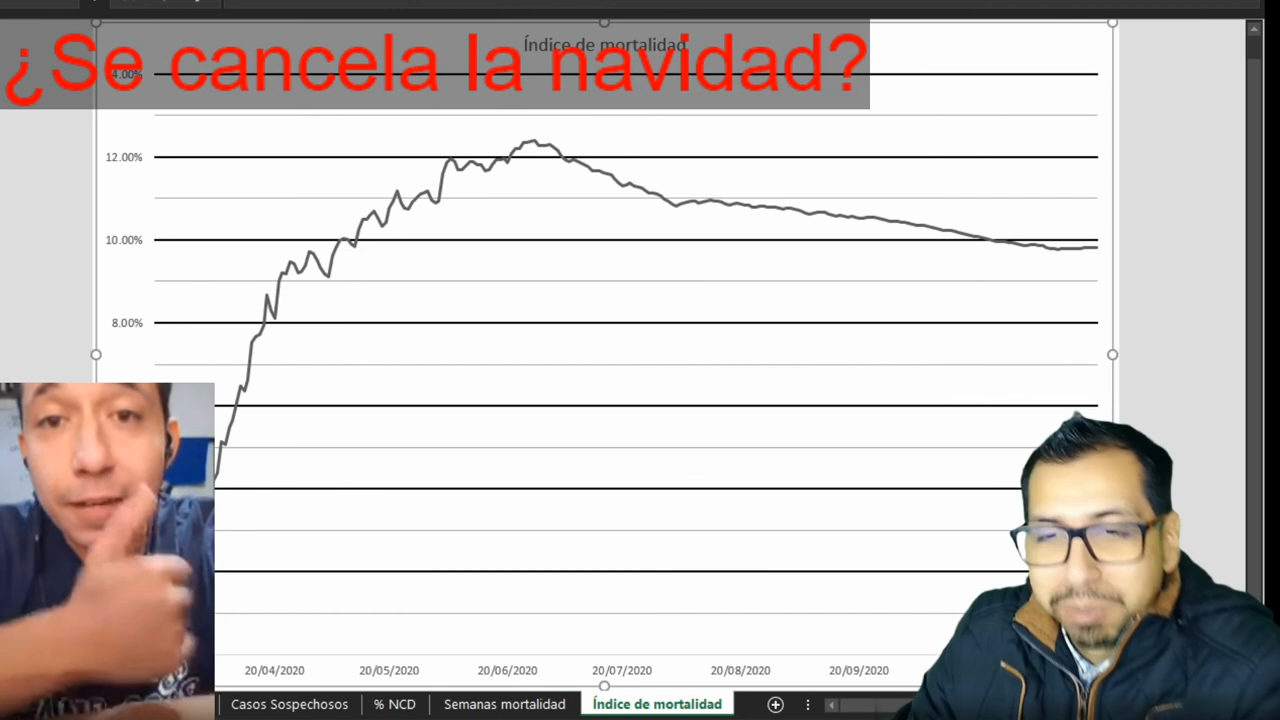 Índice de mortalidad
¿Se cancela la navidad?
4.00%
12.00%
10.00%
8.00%
20/04/2020 20/05/2020 20/06/2020 20/07/2020 20/08/2020 20/09/2020
Casos Sospechosos % NCD Semanas mortalidad Índice de mortalidad